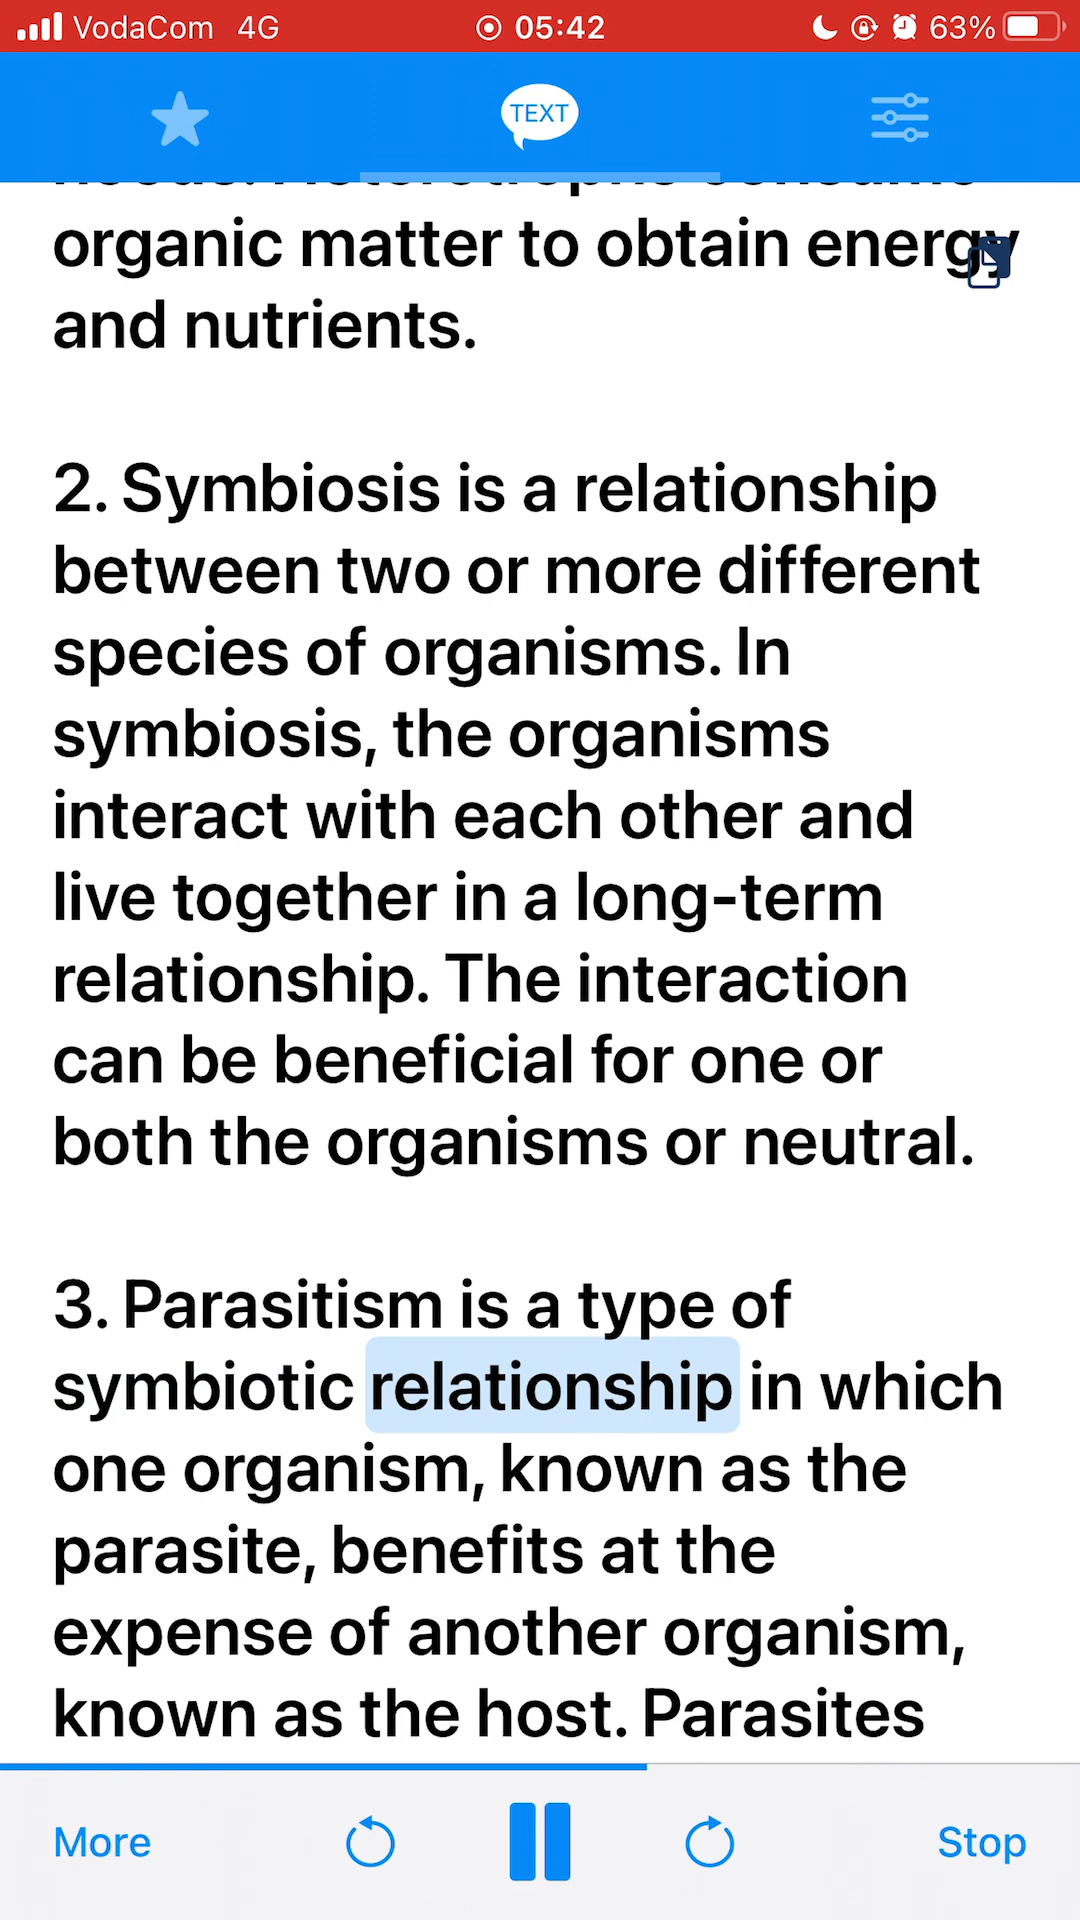 VodaCom 4G 05:42 63%
TEXT
organic matter to obtain energy
and nutrients.
2. Symbiosis is a relationship
between two or more different
species of organisms. In
symbiosis, the organisms
interact with each other and
live together in a long-term
relationship. The interaction
can be beneficial for one or
both the organisms or neutral.
3. Parasitism is a type of
symbiotic relationship in which
one organism, known as the
parasite, benefits at the
expense of another organism,
known as the host. Parasites
More Stop